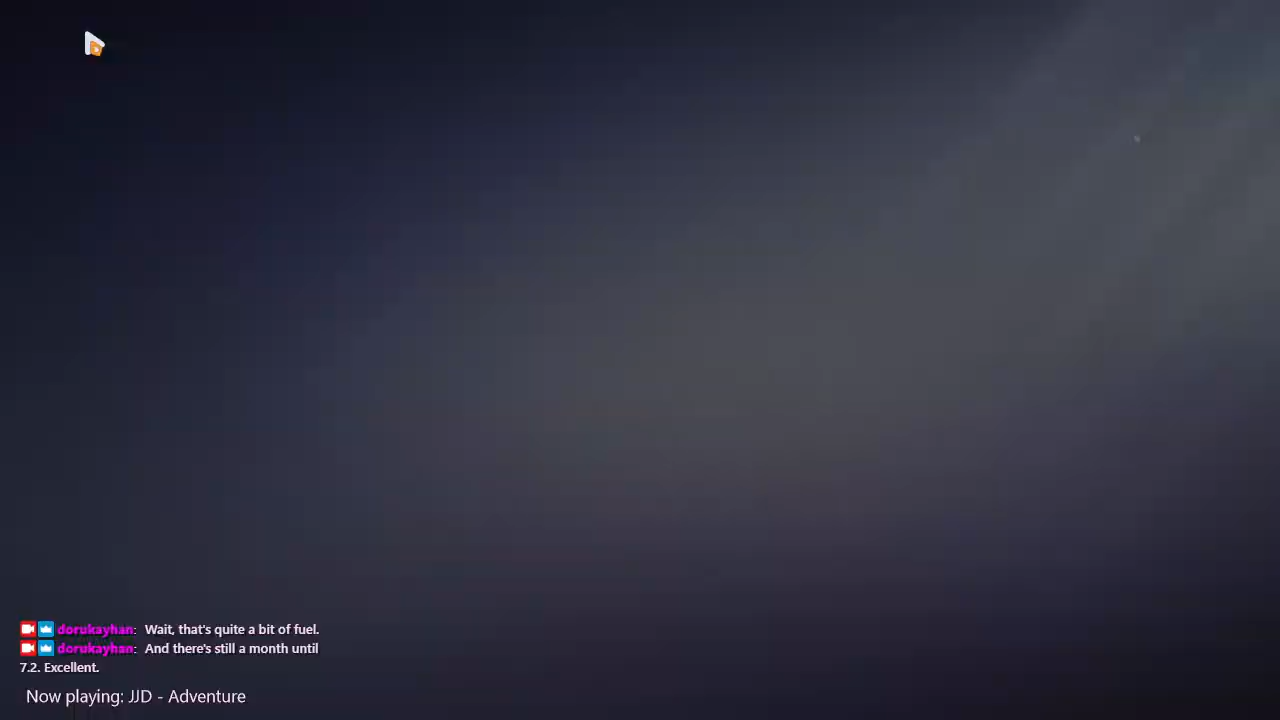 dorukayhan: Wait, that's quite a bit of fuel.
dorukayhan: And there's still a month until
7.2. Excellent.
Now playing: JJD - Adventure